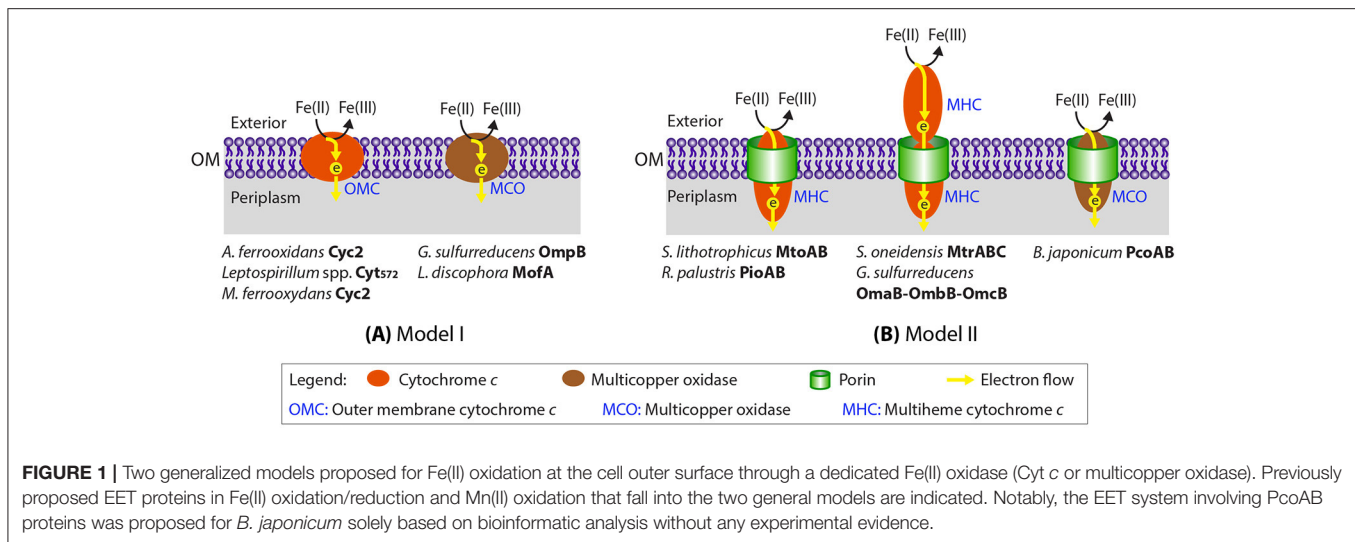 Fe(II) Fe(III)
Fe(II) Fe(III)
Exterior
OM
Periplasm
e
OMC
e
MCO
A. ferrooxidans Cyc2
Leptospirillum spp. Cyt572
M. ferrooxydans Cyc2
G. sulfurreducens OmpB
L. discophora MofA
(A) Model I
Fe(II) Fe(III)
Fe(II) Fe(III)
Fe(II) Fe(III)
MHC
e
Exterior
OM
Periplasm
e
MHC
e
MHC
e
MCO
S. lithotrophicus MtoAB
R. palustris PioAB
S. oneidensis MtrABC
G. sulfurreducens
OmaB-OmbB-OmcB
B. japonicum PcoAB
(B) Model II
Legend: Cytochrome c Multicopper oxidase Porin Electron flow
OMC: Outer membrane cytochrome c MCO: Multicopper oxidase MHC: Multiheme cytochrome c
FIGURE 1 | Two generalized models proposed for Fe(II) oxidation at the cell outer surface through a dedicated Fe(II) oxidase (Cyt c or multicopper oxidase). Previously
proposed EET proteins in Fe(II) oxidation/reduction and Mn(II) oxidation that fall into the two general models are indicated. Notably, the EET system involving PcoAB
proteins was proposed for B. japonicum solely based on bioinformatic analysis without any experimental evidence.